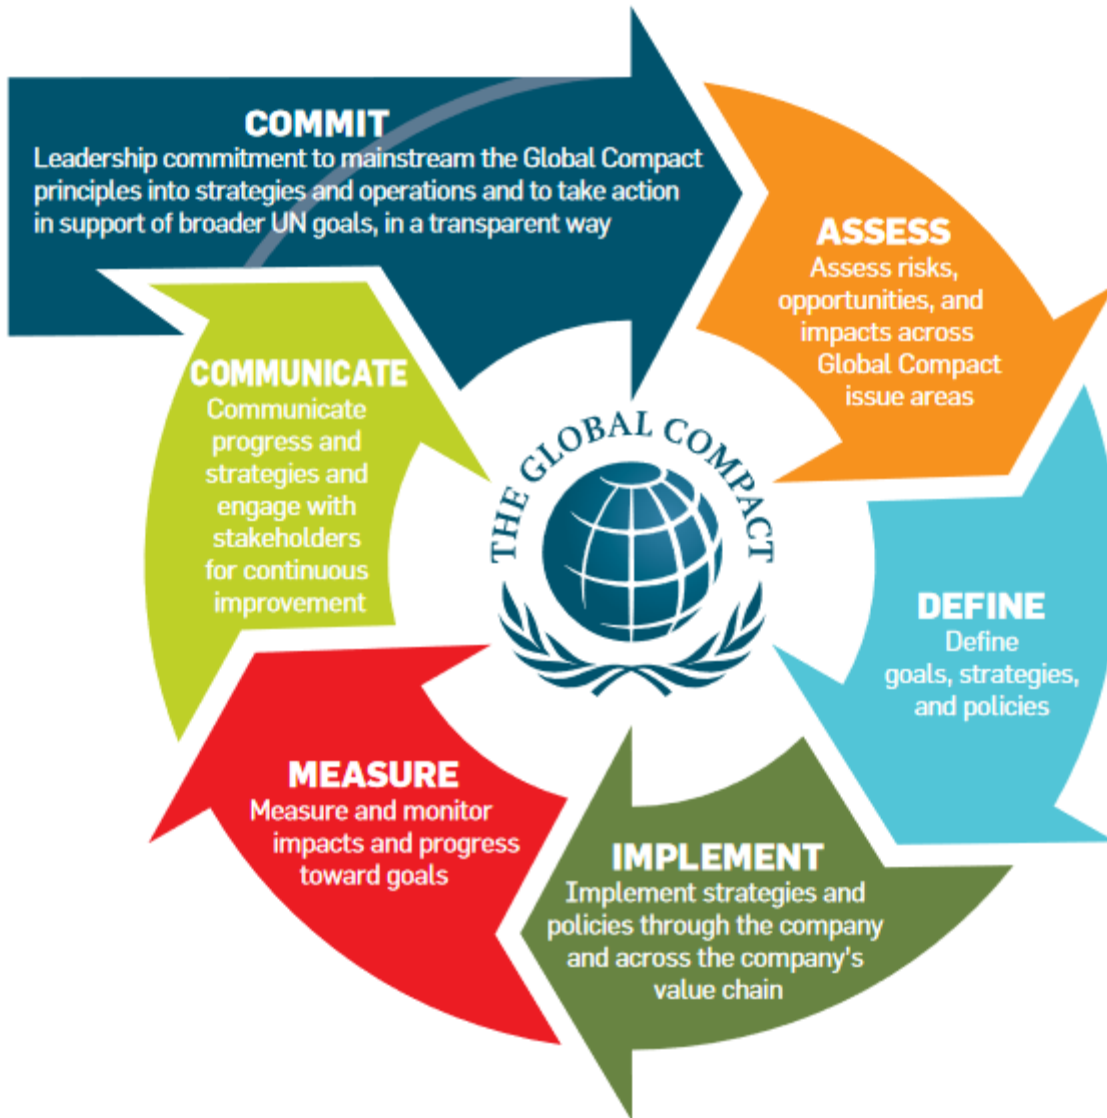 COMMIT
Leadership commitment to mainstream the Global Compact
principles into strategies and operations and to take action
in support of broader UN goals, in a transparent way
ASSESS
Assess risks,
opportunities, and
impacts across
Global Compact
issue areas
DEFINE
Define
goals, strategies,
and policies
IMPLEMENT
Implement strategies and
policies through the company
and across the company's
value chain
MEASURE
Measure and monitor
impacts and progress
toward goals
COMMUNICATE
Communicate
progress and
strategies and
engage with
stakeholders
for continuous
improvement
THE GLOBAL COMPACT